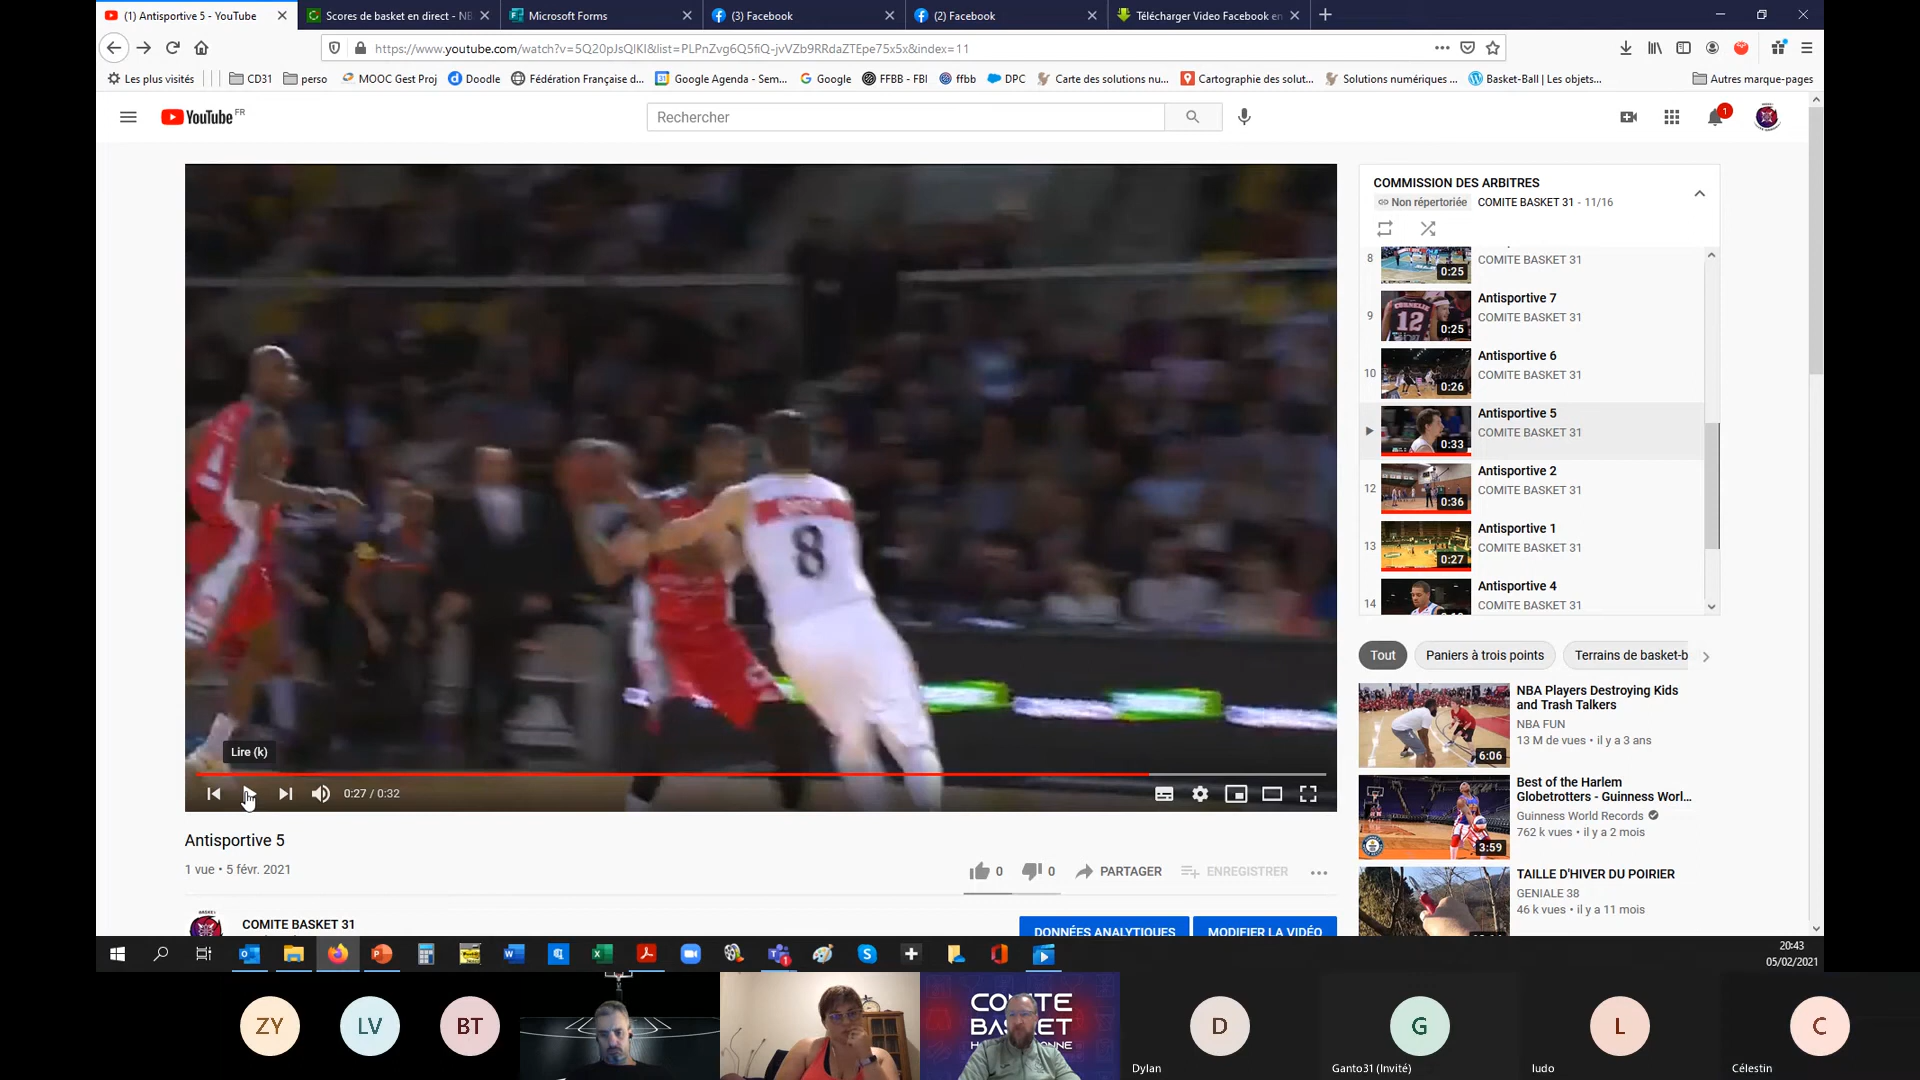 (1) Antisportive 5 - YouTube
Scores de basket en direct - NB
Microsoft Forms
(3) Facebook
(2) Facebook
Télécharger Video Facebook en
https://www.youtube.com/watch?v=5Q20pJsQlKI&list=PLPnZvg6Q5fiQ-jvVZb9RRdaZTEpe75x5x&index=11
Les plus visités
CD31
perso
MOOC Gest Proj
Doodle
Fédération Française d...
Google Agenda - Sem...
Google
FFBB - FBI
ffbb
DPC
Carte des solutions nu...
Cartographie des solut...
Solutions numériques ...
Basket-Ball | Les objets...
Autres marque-pages
YouTube FR
Rechercher
1
COMMISSION DES ARBITRES
Non répertoriée COMITE BASKET 31 - 11/16
8
0:25
COMITE BASKET 31
9
12
0:25
Antisportive 7
COMITE BASKET 31
10
0:26
Antisportive 6
COMITE BASKET 31
0:33
Antisportive 5
COMITE BASKET 31
12
0:36
Antisportive 2
COMITE BASKET 31
13
0:27
Antisportive 1
COMITE BASKET 31
14
Antisportive 4
COMITE BASKET 31
8
Lire (k)
0:27 / 0:32
Tout
Paniers à trois points
Terrains de basket-b
6:06
NBA Players Destroying Kids
and Trash Talkers
NBA FUN
13 M de vues • il y a 3 ans
3:59
Best of the Harlem
Globetrotters - Guinness Worl...
Guinness World Records
762 k vues • il y a 2 mois
TAILLE D'HIVER DU POIRIER
GENIALE 38
46 k vues • il y a 11 mois
Antisportive 5
1 vue • 5 févr. 2021
0
0
PARTAGER
ENREGISTRER
COMITE BASKET 31
DONNÉES ANALYTIQUES
MODIFIER LA VIDÉO
20:43
05/02/2021
ZY
LV
BT
D
Dylan
G
Ganto31 (Invité)
L
ludo
C
Célestin